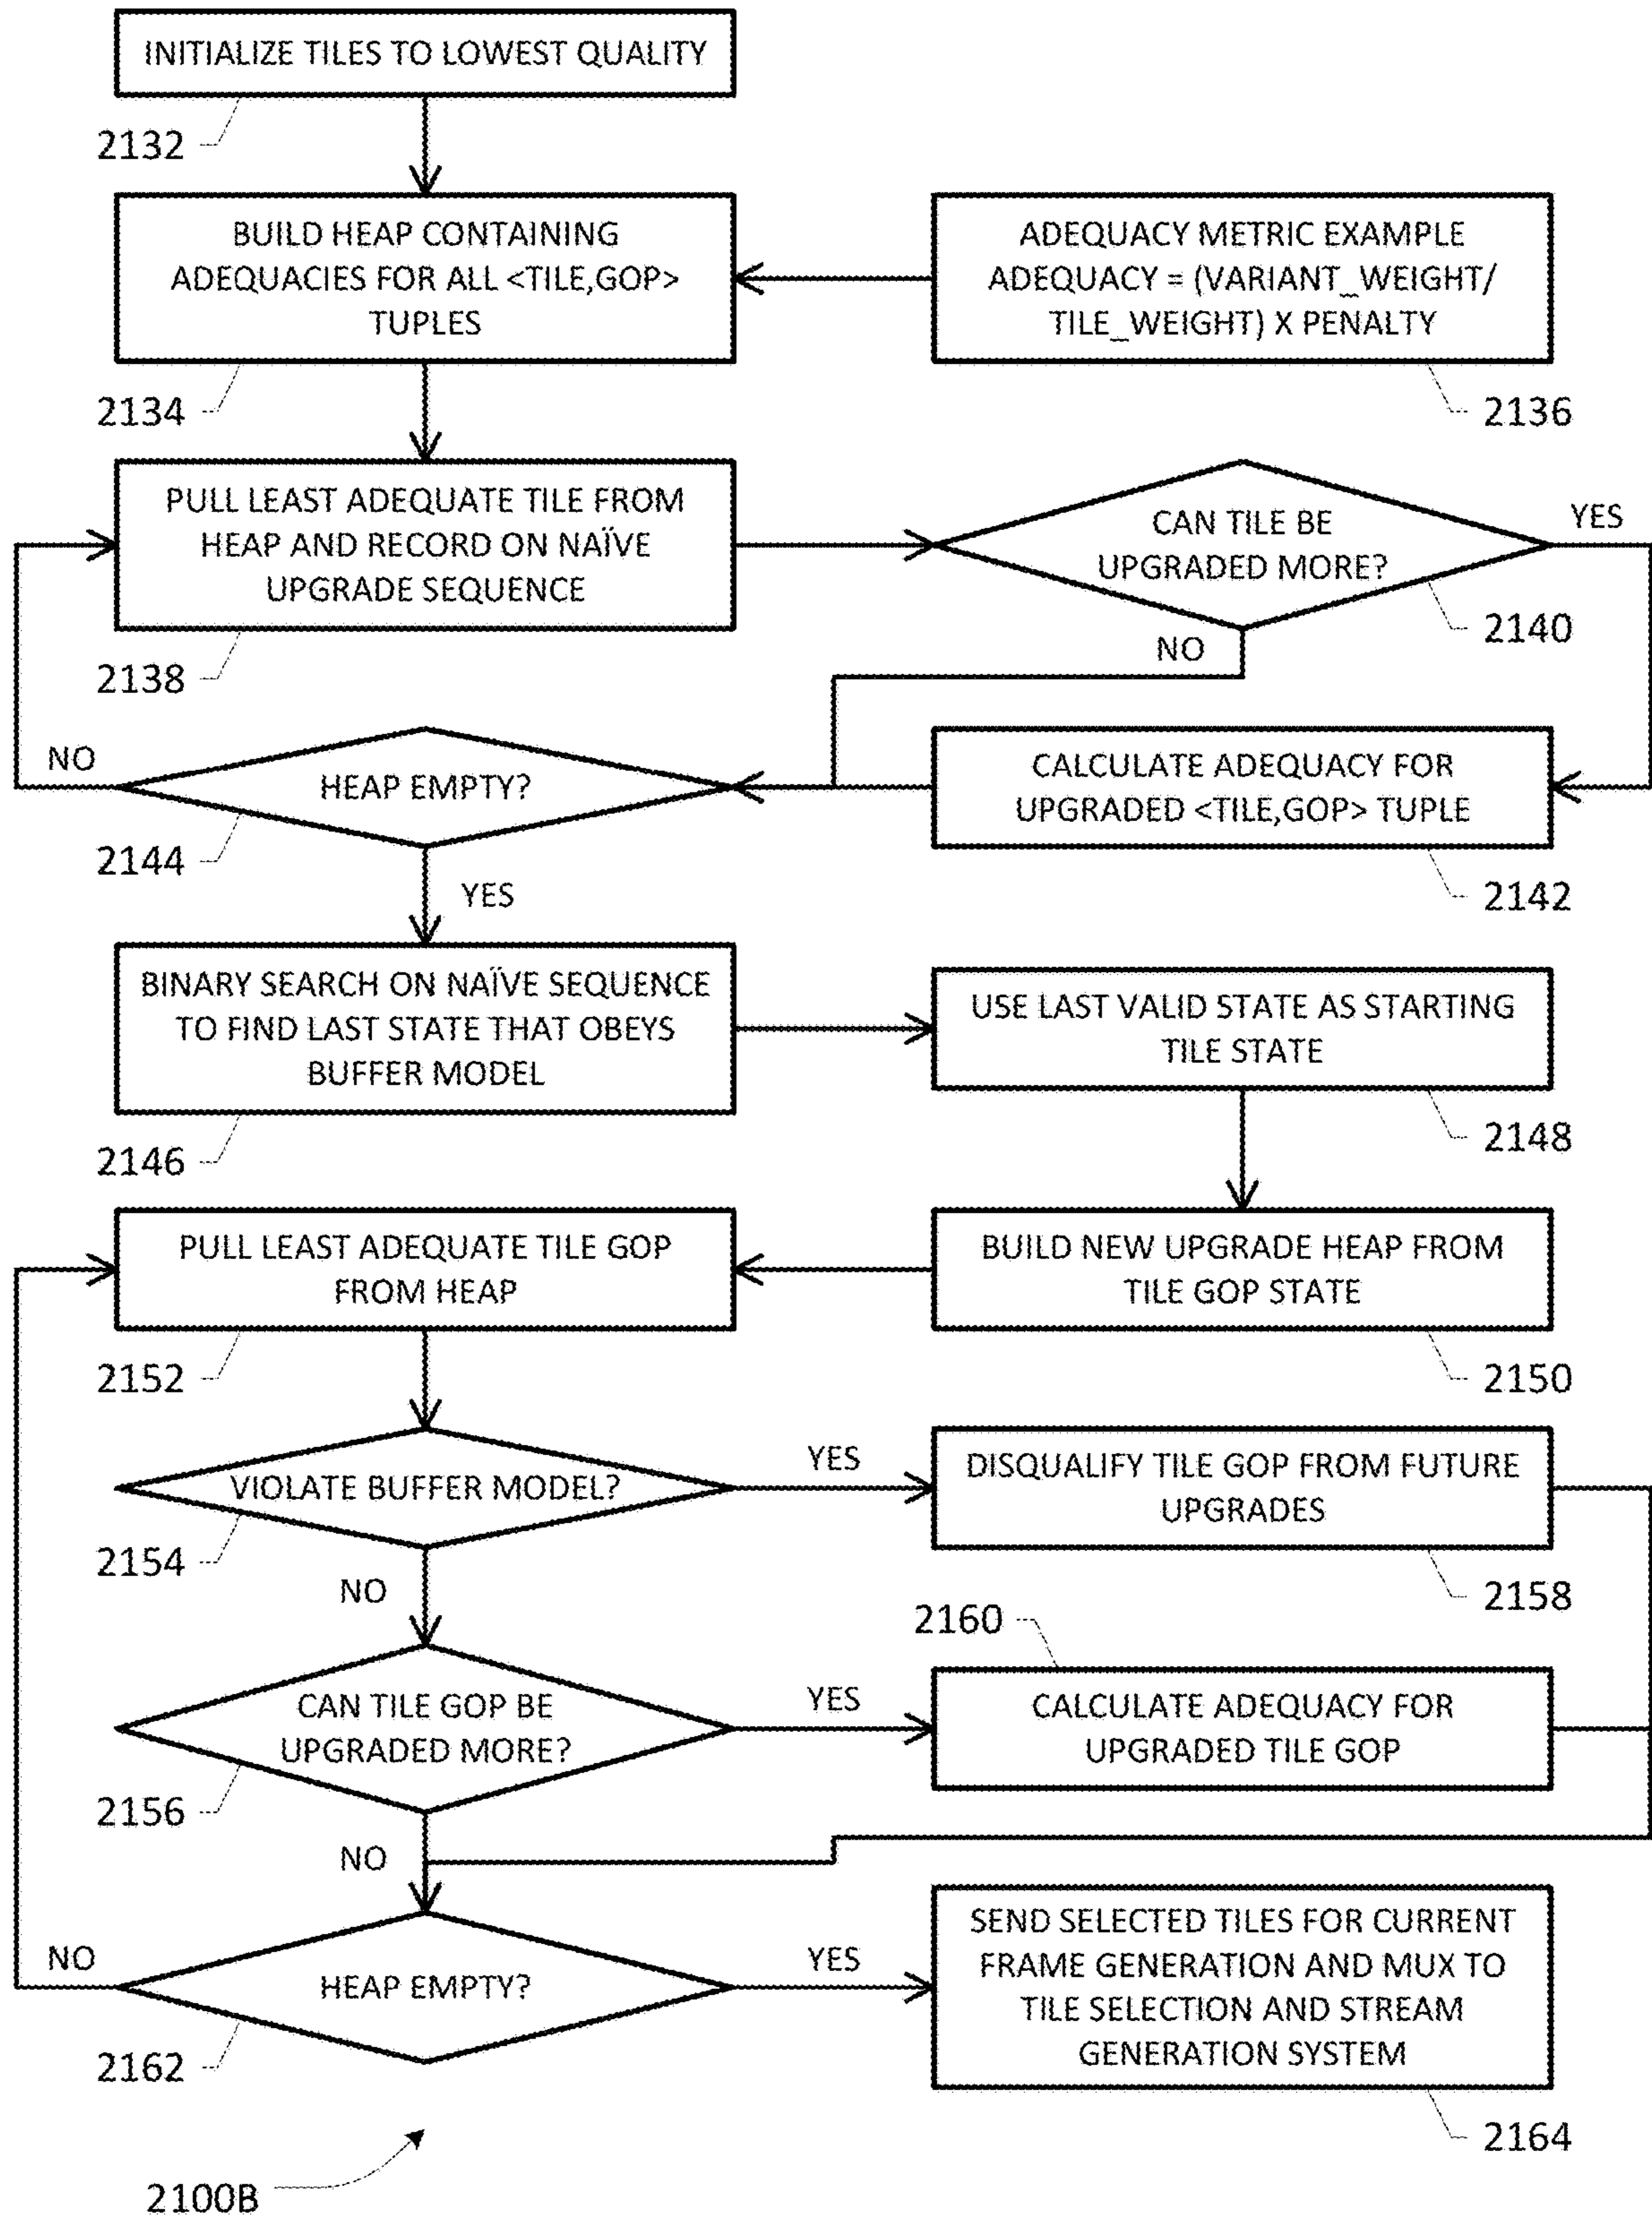 INITIALIZE TILES TO LOWEST QUALITY
2132
BUILD HEAP CONTAINING
ADEQUACIES FOR ALL <TILE,GOP>
TUPLES
2134
ADEQUACY METRIC EXAMPLE
ADEQUACY = (VARIANT_WEIGHT/
TILE_WEIGHT) X PENALTY
2136
PULL LEAST ADEQUATE TILE FROM
HEAP AND RECORD ON NAÏVE
UPGRADE SEQUENCE
2138
CAN TILE BE
UPGRADED MORE?
YES
2140
NO
NO
HEAP EMPTY?
2144
YES
CALCULATE ADEQUACY FOR
UPGRADED <TILE,GOP> TUPLE
2142
BINARY SEARCH ON NAÏVE SEQUENCE
TO FIND LAST STATE THAT OBEYS
BUFFER MODEL
2146
USE LAST VALID STATE AS STARTING
TILE STATE
2148
PULL LEAST ADEQUATE TILE GOP
FROM HEAP
2152
BUILD NEW UPGRADE HEAP FROM
TILE GOP STATE
2150
VIOLATE BUFFER MODEL?
YES
2154
NO
DISQUALIFY TILE GOP FROM FUTURE
UPGRADES
2158
2160
CAN TILE GOP BE
UPGRADED MORE?
YES
2156
NO
CALCULATE ADEQUACY FOR
UPGRADED TILE GOP
NO
HEAP EMPTY?
YES
2162
SEND SELECTED TILES FOR CURRENT
FRAME GENERATION AND MUX TO
TILE SELECTION AND STREAM
GENERATION SYSTEM
2164
2100B